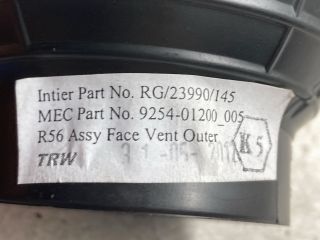 Intier Part No. RG/23990/145
MEC Part No. 9254-01200_005
R56 Assy Face Vent Outer
K5
TRW